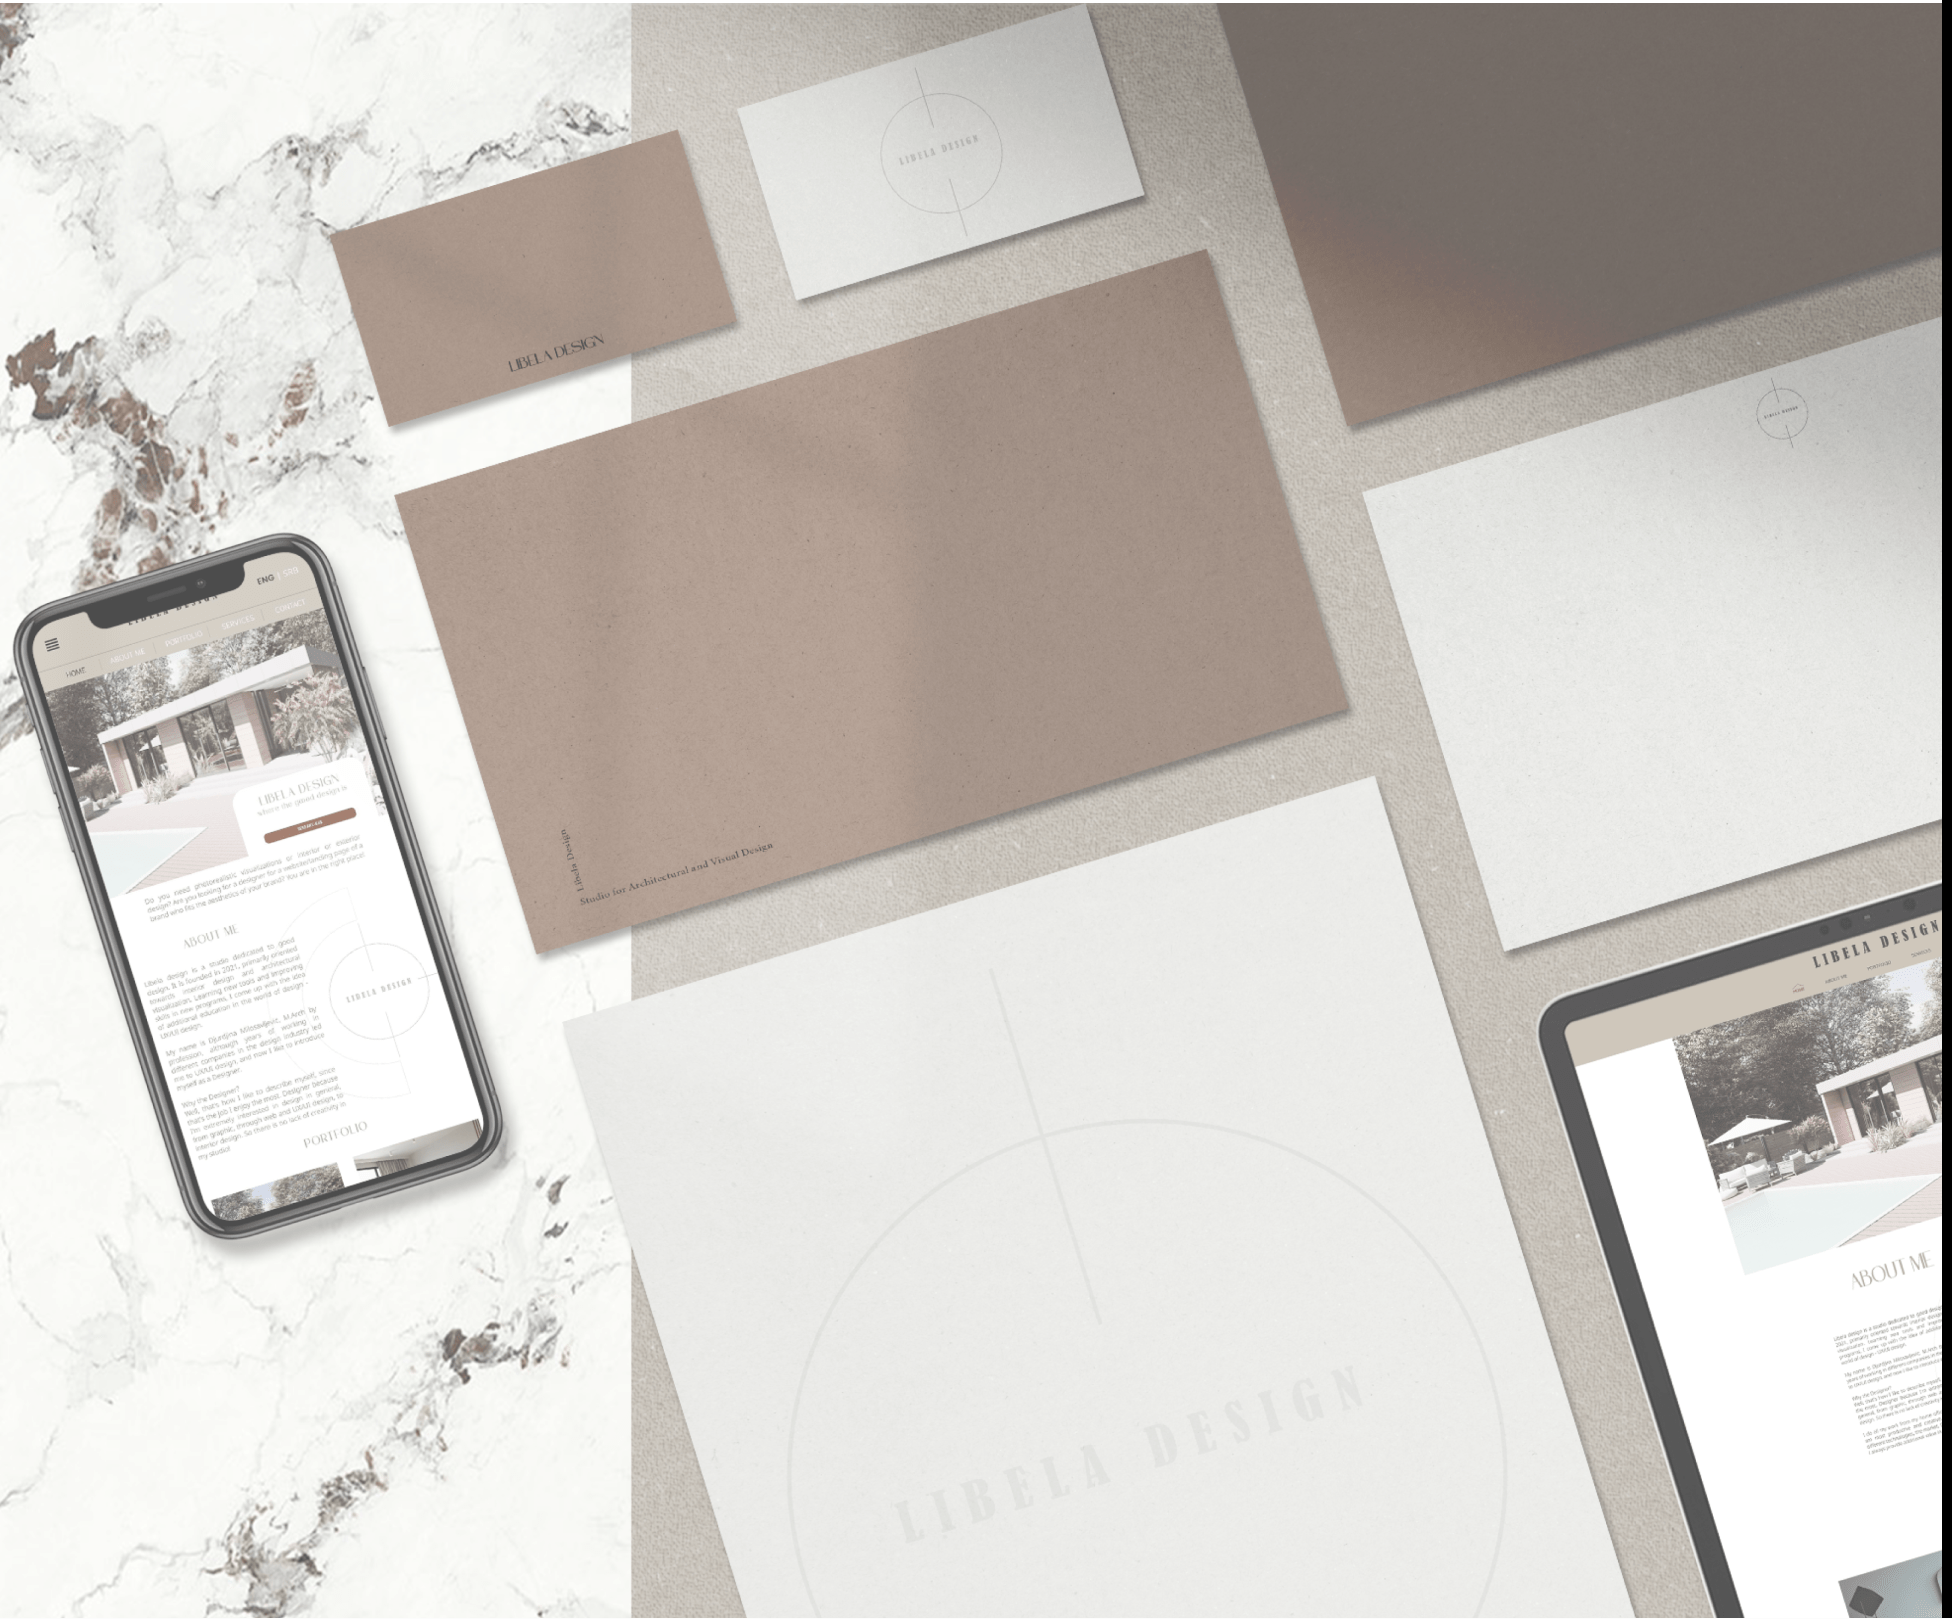 LIBELA DESIGN
LIBELA DESIGN
LIBELA DESIGN
Libela Design
Studio for Architectural and Visual Design
ENG | SRB
LIBELA DESIGN
HOME
ABOUT ME
PORTFOLIO
SERVICES
CONTACT
LIBELA DESIGN
where the good design is
Do you need photorealistic visualisations or interior or exterior
design? Are you looking for a designer for a website/landing page of a
brand who fits the aesthetics of your brand? You are in the right place!
ABOUT ME
Libela design is a studio dedicated to good
design. It is founded in 2021, primarily oriented
towards interior design and architectural
visualization. Learning new tools and improving
skills in new programs, I come up with the idea
of additional education in the world of design -
UX/UI design.
My name is Djurdjina Milosavljevic, M.Arch by
profession, although years of working in
different companies in the design industry led
me to UX/UI design, and now I like to introduce
myself as a Designer.
Why the Designer?
Well, that's how I like to describe myself, since
that's the job I enjoy the most. Designer because
I'm extremely interested in design in general,
from graphic, through web and UX/UI design, to
interior design. So there is no lack of creativity in
my studio!
LIBELA DESIGN
PORTFOLIO
LIBELA DESIGN
LIBELA DESIGN
HOME
ABOUT ME
PORTFOLIO
ABOUT ME